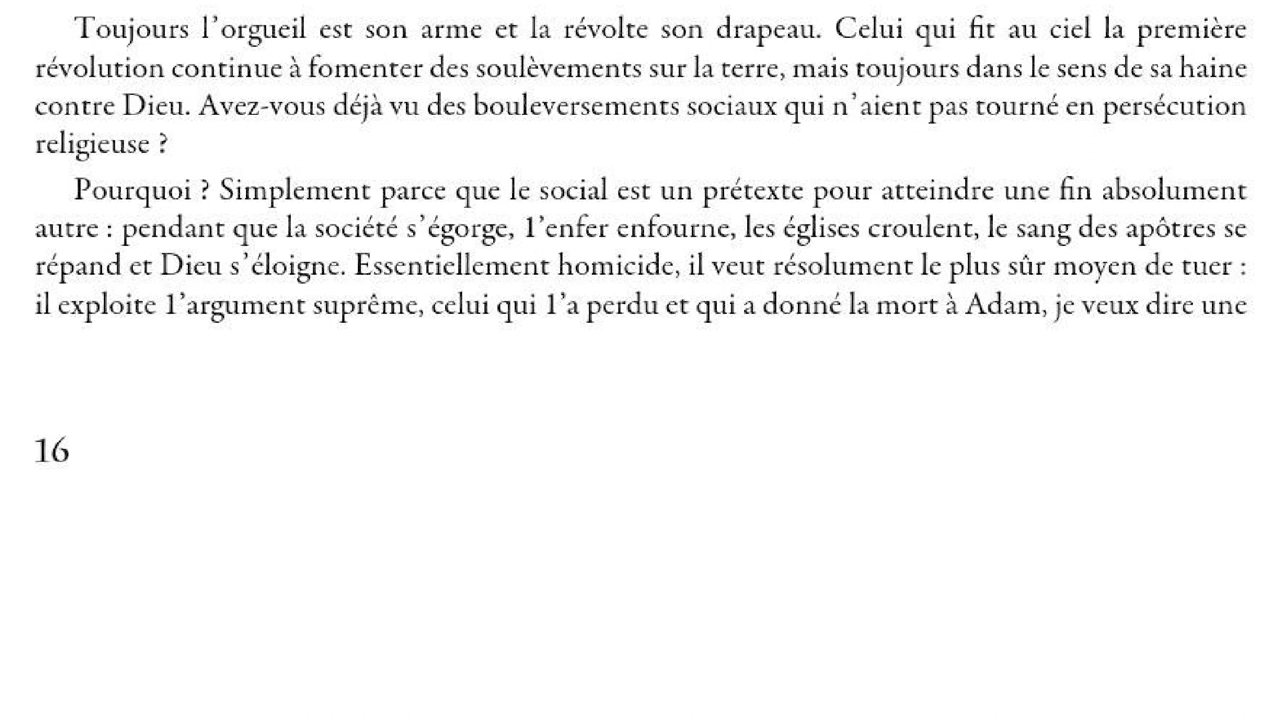 Toujours l'orgueil est son arme et la révolte son drapeau. Celui qui fit au ciel la première
révolution continue à fomenter des soulèvements sur la terre, mais toujours dans le sens de sa haine
contre Dieu. Avez-vous déjà vu des bouleversements sociaux qui n'aient pas tourné en persécution
religieuse ?
Pourquoi ? Simplement parce que le social est un prétexte pour atteindre une fin absolument
autre : pendant que la société s'égorge, 1'enfer enfourne, les églises croulent, le sang des apôtres se
répand et Dieu s'éloigne. Essentiellement homicide, il veut résolument le plus sûr moyen de tuer :
il exploite 1'argument suprême, celui qui 1'a perdu et qui a donné la mort à Adam, je veux dire une
16